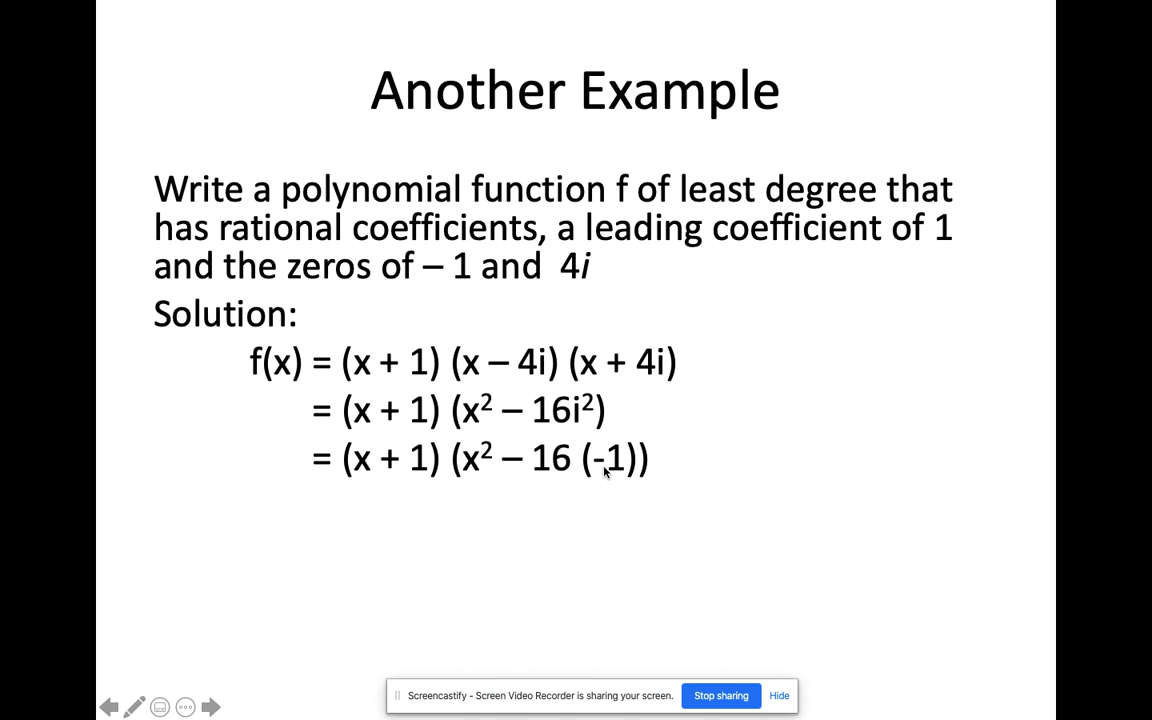 Another Example
Write a polynomial function f of least degree that
has rational coefficients, a leading coefficient of 1
and the zeros of – 1 and 4i
Solution:
f(x) = (x + 1) (x – 4i) (x + 4i)
= (x + 1) (x² – 16i²)
= (x + 1) (x² – 16 (-1))
Screencastify - Screen Video Recorder is sharing your screen. Stop sharing Hide